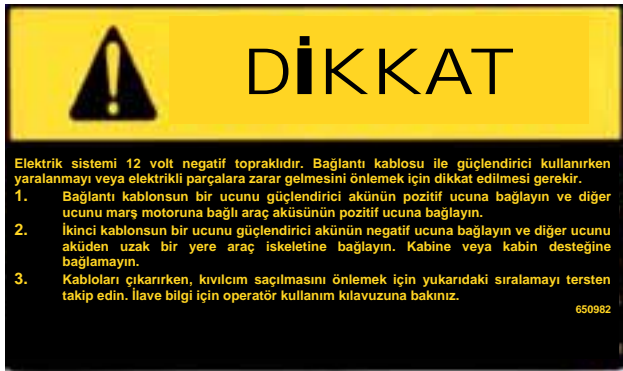 DİKKAT
Elektrik sistemi 12 volt negatif topraklıdır. Bağlantı kablosu ile güçlendirici kullanırken
yaralanmayı veya elektrikli parçalara zarar gelmesini önlemek için dikkat edilmesi gerekir.
1. Bağlantı kablonsun bir ucunu güçlendirici akünün pozitif ucuna bağlayın ve diğer
ucunu marş motoruna bağlı araç aküsünün pozitif ucuna bağlayın.
2. İkinci kablonsun bir ucunu güçlendirici akünün negatif ucuna bağlayın ve diğer ucunu
aküden uzak bir yere araç iskeletine bağlayın. Kabine veya kabin desteğine
bağlamayın.
3. Kabloları çıkarırken, kıvılcım saçılmasını önlemek için yukarıdaki sıralamayı tersten
takip edin. İlave bilgi için operatör kullanım kılavuzuna bakınız.
650982